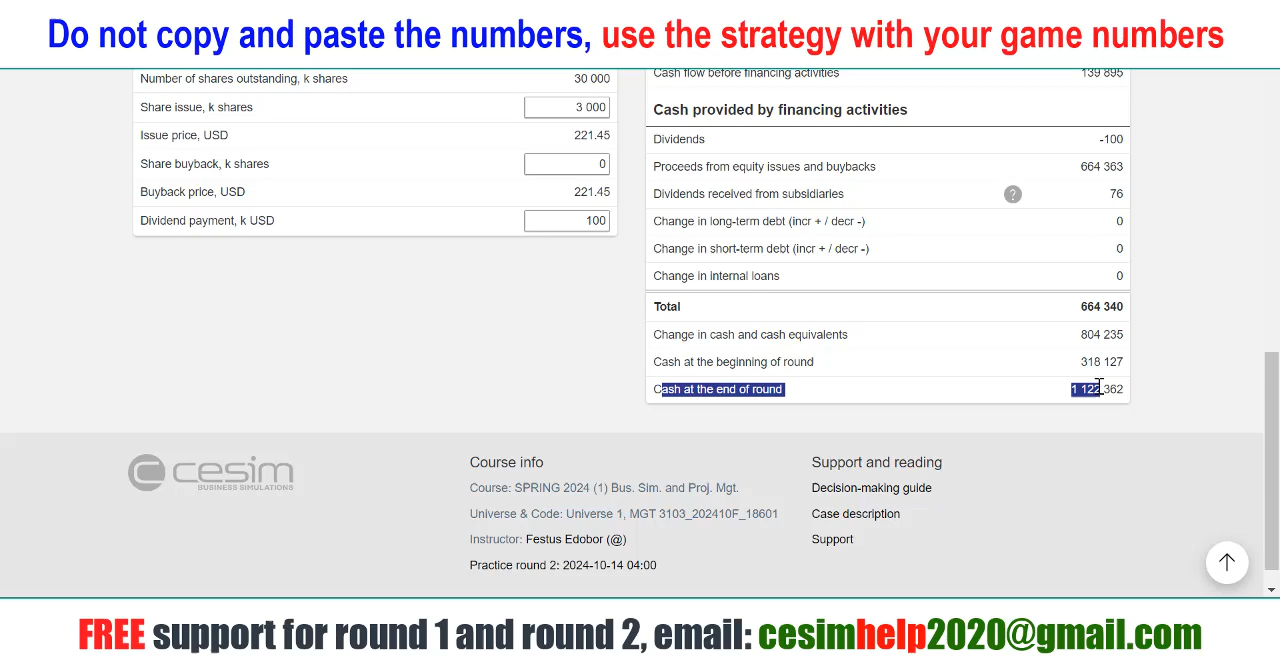 Do not copy and paste the numbers, use the strategy with your game numbers
Number of shares outstanding, k shares 30 000
Share issue, k shares 3 000
Issue price, USD 221.45
Share buyback, k shares 0
Buyback price, USD 221.45
Dividend payment, k USD 100
Cash flow before financing activities 139 895
Cash provided by financing activities
Dividends -100
Proceeds from equity issues and buybacks 664 363
Dividends received from subsidiaries ? 76
Change in long-term debt (incr + / decr -) 0
Change in short-term debt (incr + / decr -) 0
Change in internal loans 0
Total 664 340
Change in cash and cash equivalents 804 235
Cash at the beginning of round 318 127
Cash at the end of round 1 122 362
cesim
BUSINESS SIMULATIONS
Course info
Course: SPRING 2024 (1) Bus. Sim. and Proj. Mgt.
Universe & Code: Universe 1, MGT 3103_202410F_18601
Instructor: Festus Edobor (@)
Practice round 2: 2024-10-14 04:00
Support and reading
Decision-making guide
Case description
Support
FREE support for round 1 and round 2, email: cesimhelp2020@gmail.com